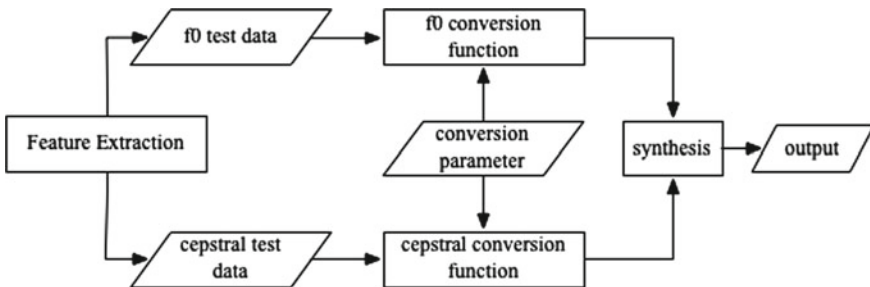 f0 test data
f0 conversion
function
Feature Extraction
conversion
parameter
synthesis
output
cepstral test
data
cepstral conversion
function